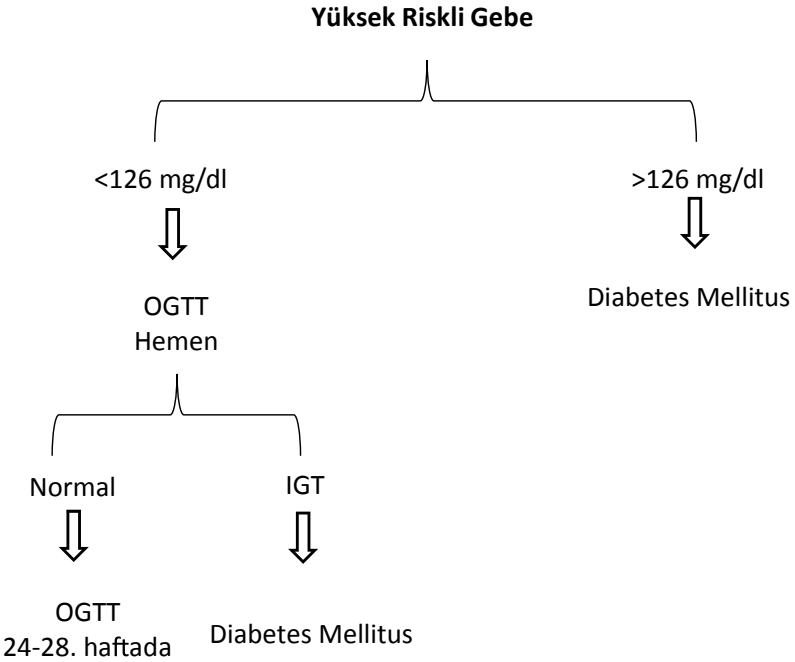 Yüksek Riskli Gebe
<126 mg/dl
>126 mg/dl
OGTT
Hemen
Diabetes Mellitus
Normal
IGT
OGTT
24-28. haftada
Diabetes Mellitus